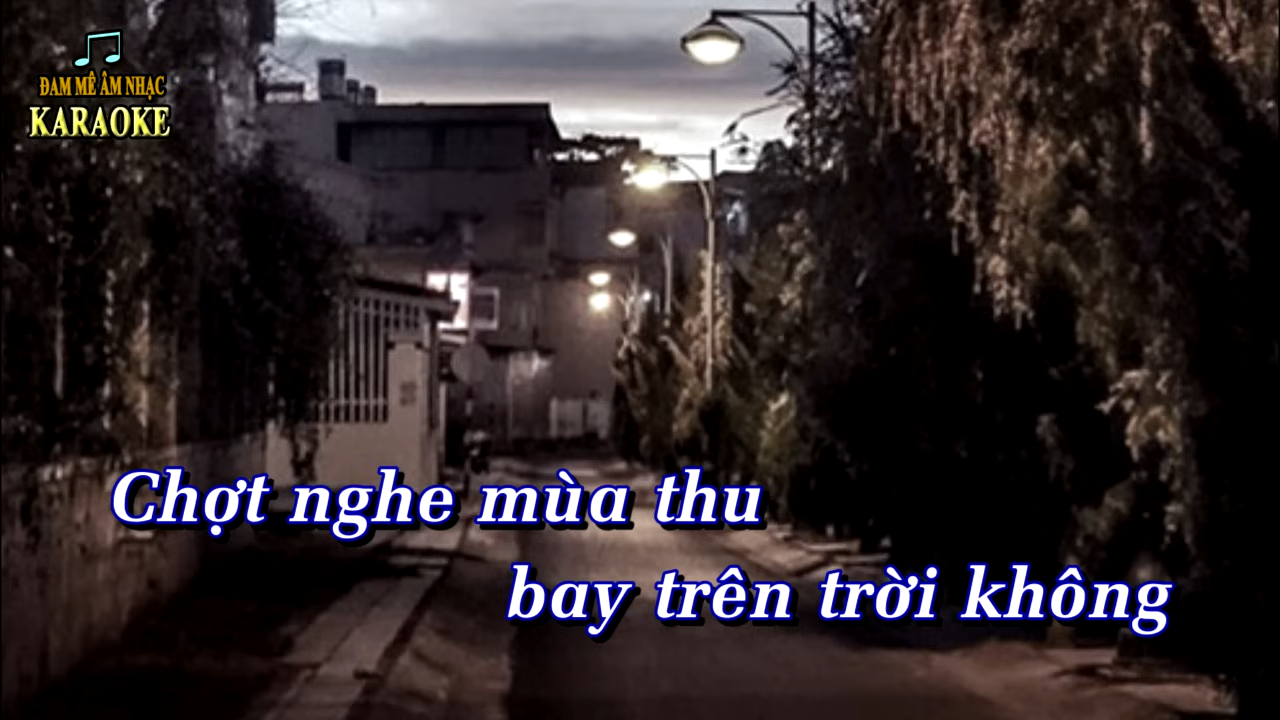 ĐAM MÊ ÂM NHẠC
KARAOKE
Chợt nghe mùa thu
bay trên trời không